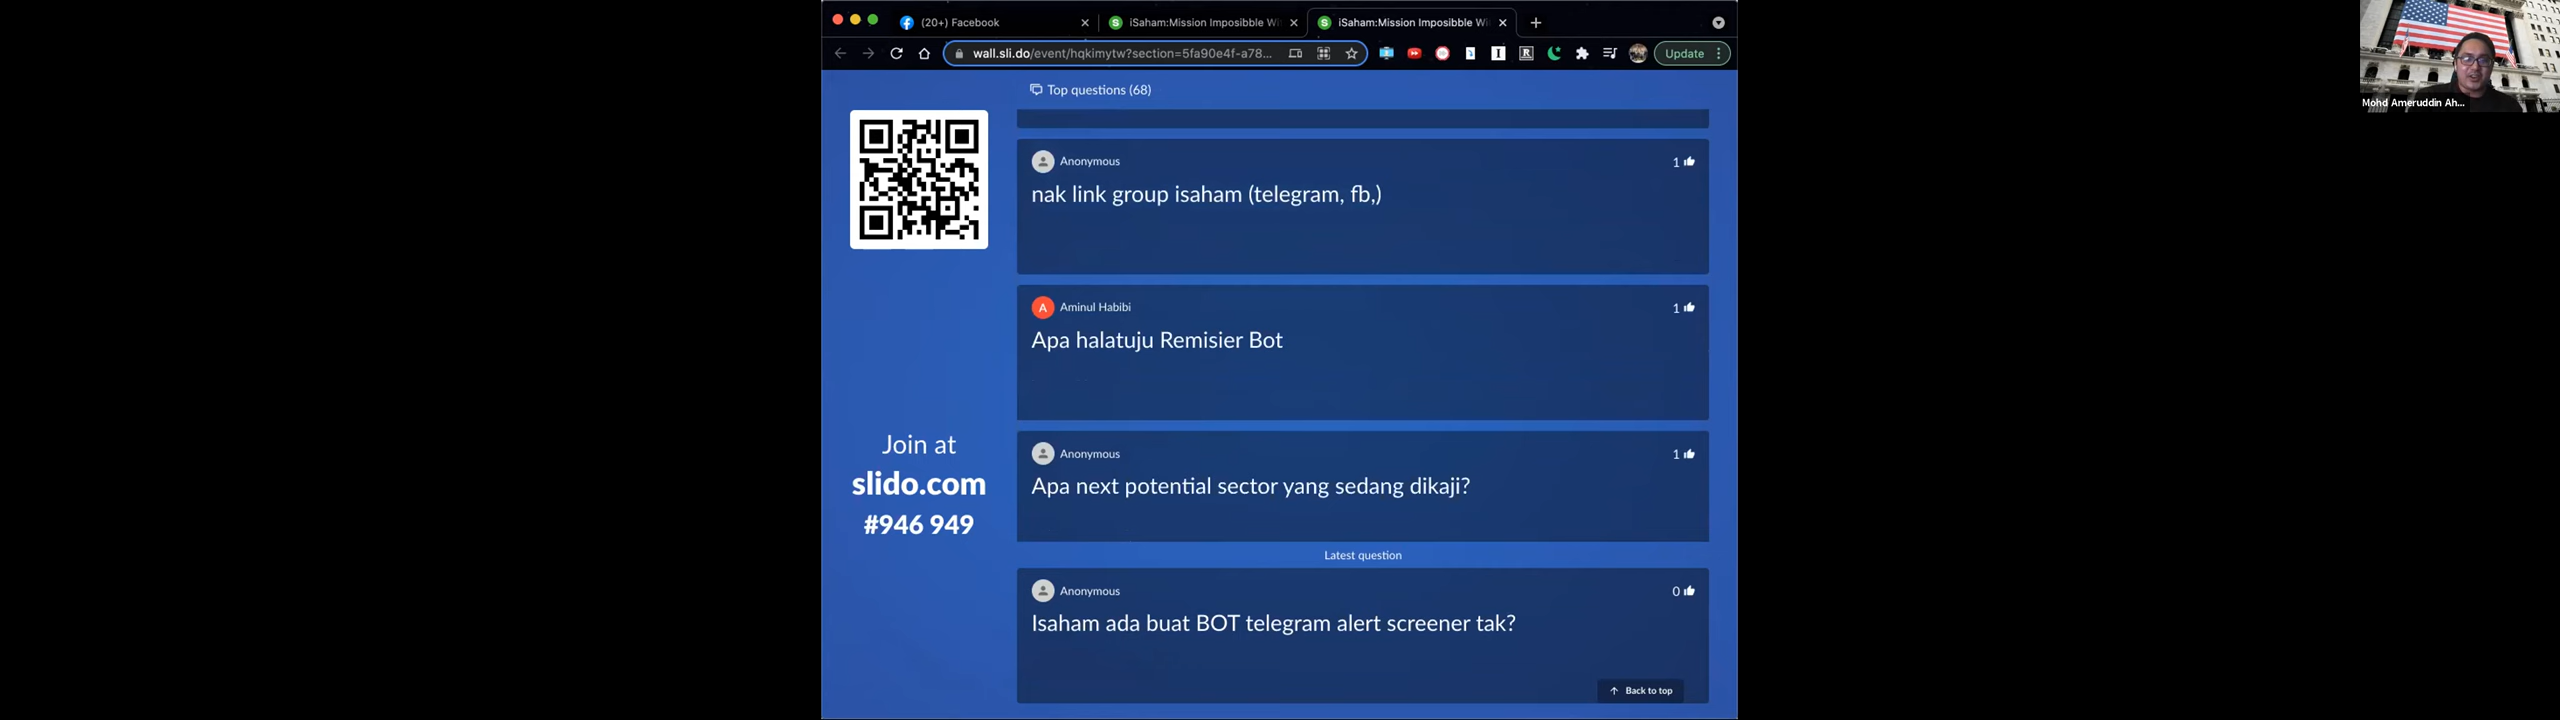 (20+) Facebook
iSaham:Mission Imposibble Wi
iSaham:Mission Imposibble Wi
wall.sli.do/event/hqkimytw?section=5fa90e4f-a78...
Update
Mohd Ameruddin Ah...
Top questions (68)
Anonymous
1
nak link group isaham (telegram, fb,)
A
Aminul Habibi
1
Apa halatuju Remisier Bot
Join at
slido.com
#946 949
Anonymous
1
Apa next potential sector yang sedang dikaji?
Latest question
Anonymous
0
Isaham ada buat BOT telegram alert screener tak?
Back to top